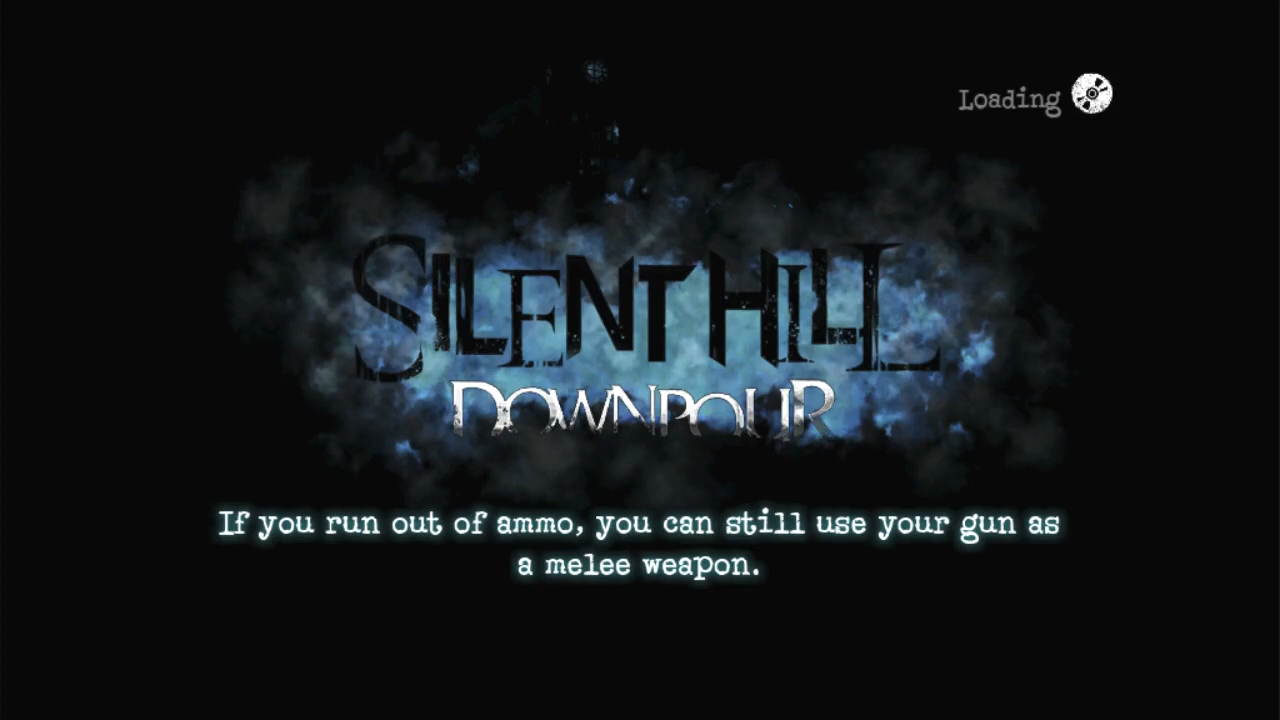 Loading
SILENT HILL
DOWNPOUR
If you run out of ammo, you can still use your gun as
a melee weapon.